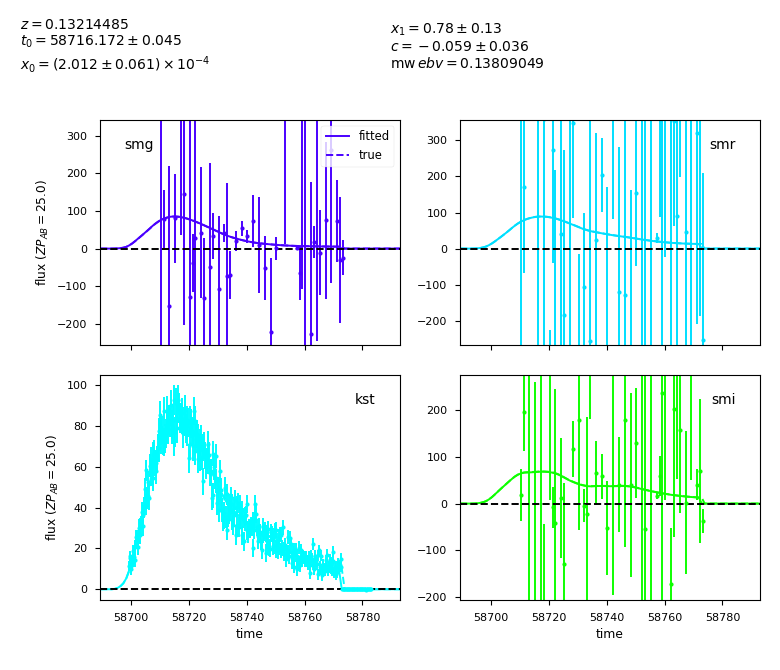 z = 0.13214485
t₀ = 58716.172 ± 0.045
x₀ = (2.012 ± 0.061) × 10⁻⁴
x₁ = 0.78 ± 0.13
c = −0.059 ± 0.036
mw ebv = 0.13809049
smg
fitted
true
300
200
100
0
−100
−200
flux (ZP_AB = 25.0)
smr
300
200
100
0
−100
−200
kst
100
80
60
40
20
0
flux (ZP_AB = 25.0)
58700 58720 58740 58760 58780
time
smi
200
100
0
−100
−200
58700 58720 58740 58760 58780
time